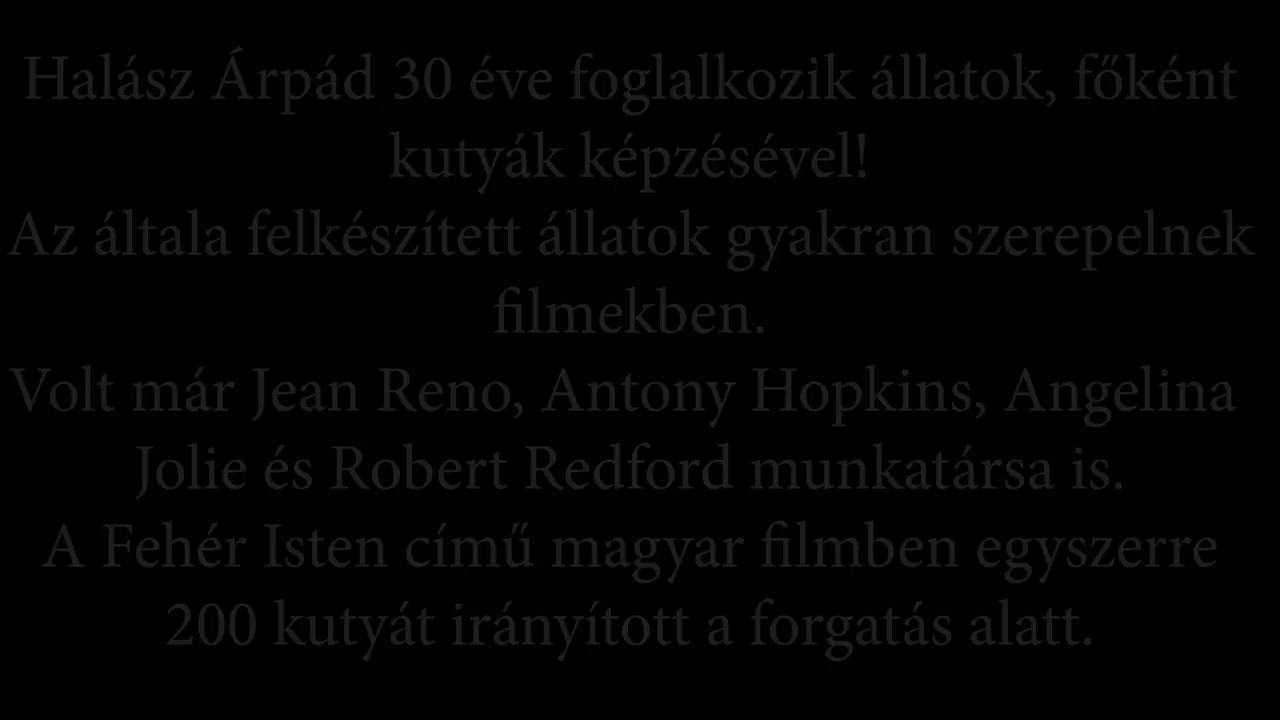 Halász Árpád 30 éve foglalkozik állatok, főként
kutyák képzésével!
Az általa felkészített állatok gyakran szerepelnek
filmekben.
Volt már Jean Reno, Antony Hopkins, Angelina
Jolie és Robert Redford munkatársa is.
A Fehér Isten című magyar filmben egyszerre
200 kutyát irányított a forgatás alatt.